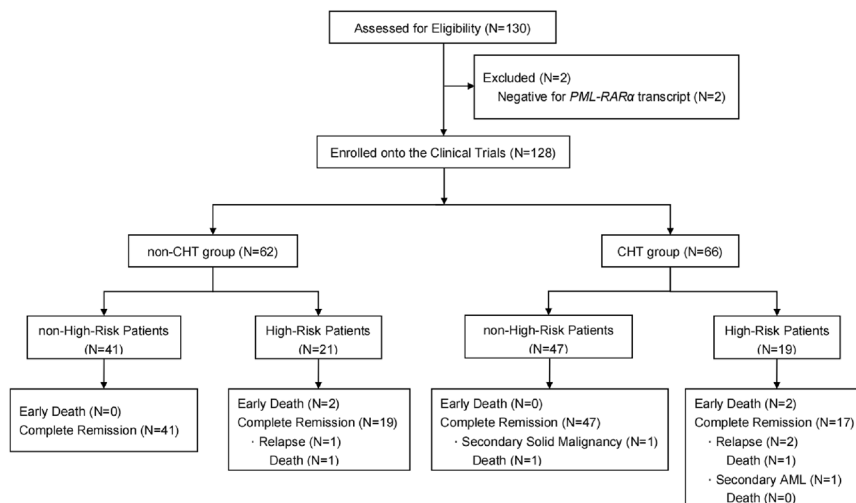 Assessed for Eligibility (N=130)
Excluded (N=2)
Negative for PML-RARα transcript (N=2)
Enrolled onto the Clinical Trials (N=128)
non-CHT group (N=62)
CHT group (N=66)
non-High-Risk Patients
(N=41)
High-Risk Patients
(N=21)
non-High-Risk Patients
(N=47)
High-Risk Patients
(N=19)
Early Death (N=0)
Complete Remission (N=41)
Early Death (N=2)
Complete Remission (N=19)
· Relapse (N=1)
Death (N=1)
Early Death (N=0)
Complete Remission (N=47)
· Secondary Solid Malignancy (N=1)
Death (N=1)
Early Death (N=2)
Complete Remission (N=17)
· Relapse (N=2)
Death (N=1)
· Secondary AML (N=1)
Death (N=0)